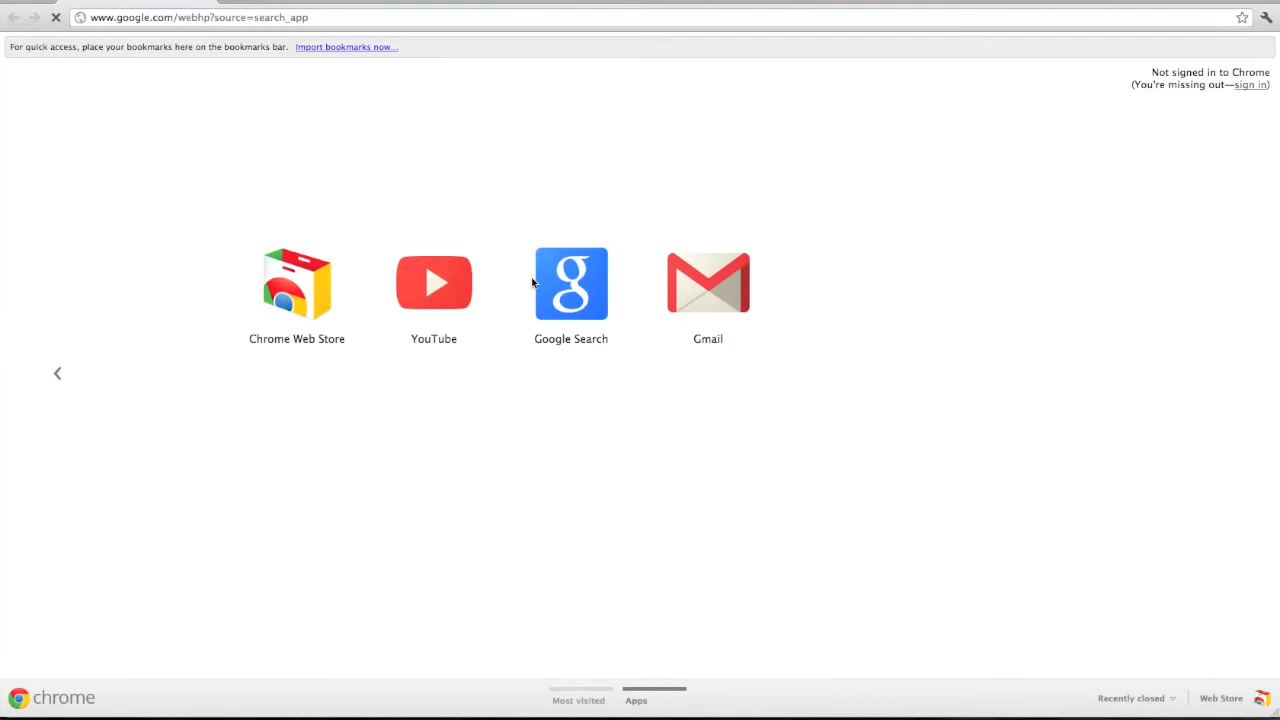 www.google.com/webhp?source=search_app
For quick access, place your bookmarks here on the bookmarks bar. Import bookmarks now...
Not signed in to Chrome
(You're missing out—sign in)
g
Chrome Web Store
YouTube
Google Search
Gmail
chrome
Most visited
Apps
Recently closed
Web Store